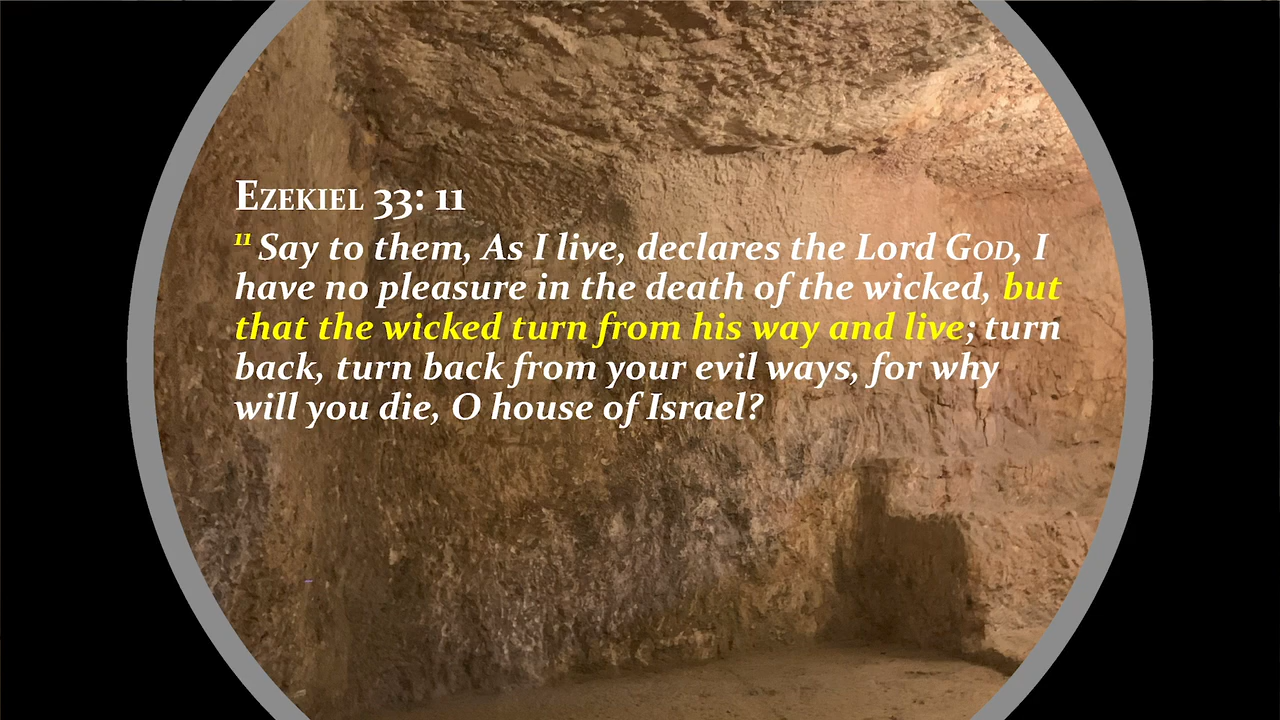 Ezekiel 33: 11
11 Say to them, As I live, declares the Lord God, I
have no pleasure in the death of the wicked, but
that the wicked turn from his way and live; turn
back, turn back from your evil ways, for why
will you die, O house of Israel?